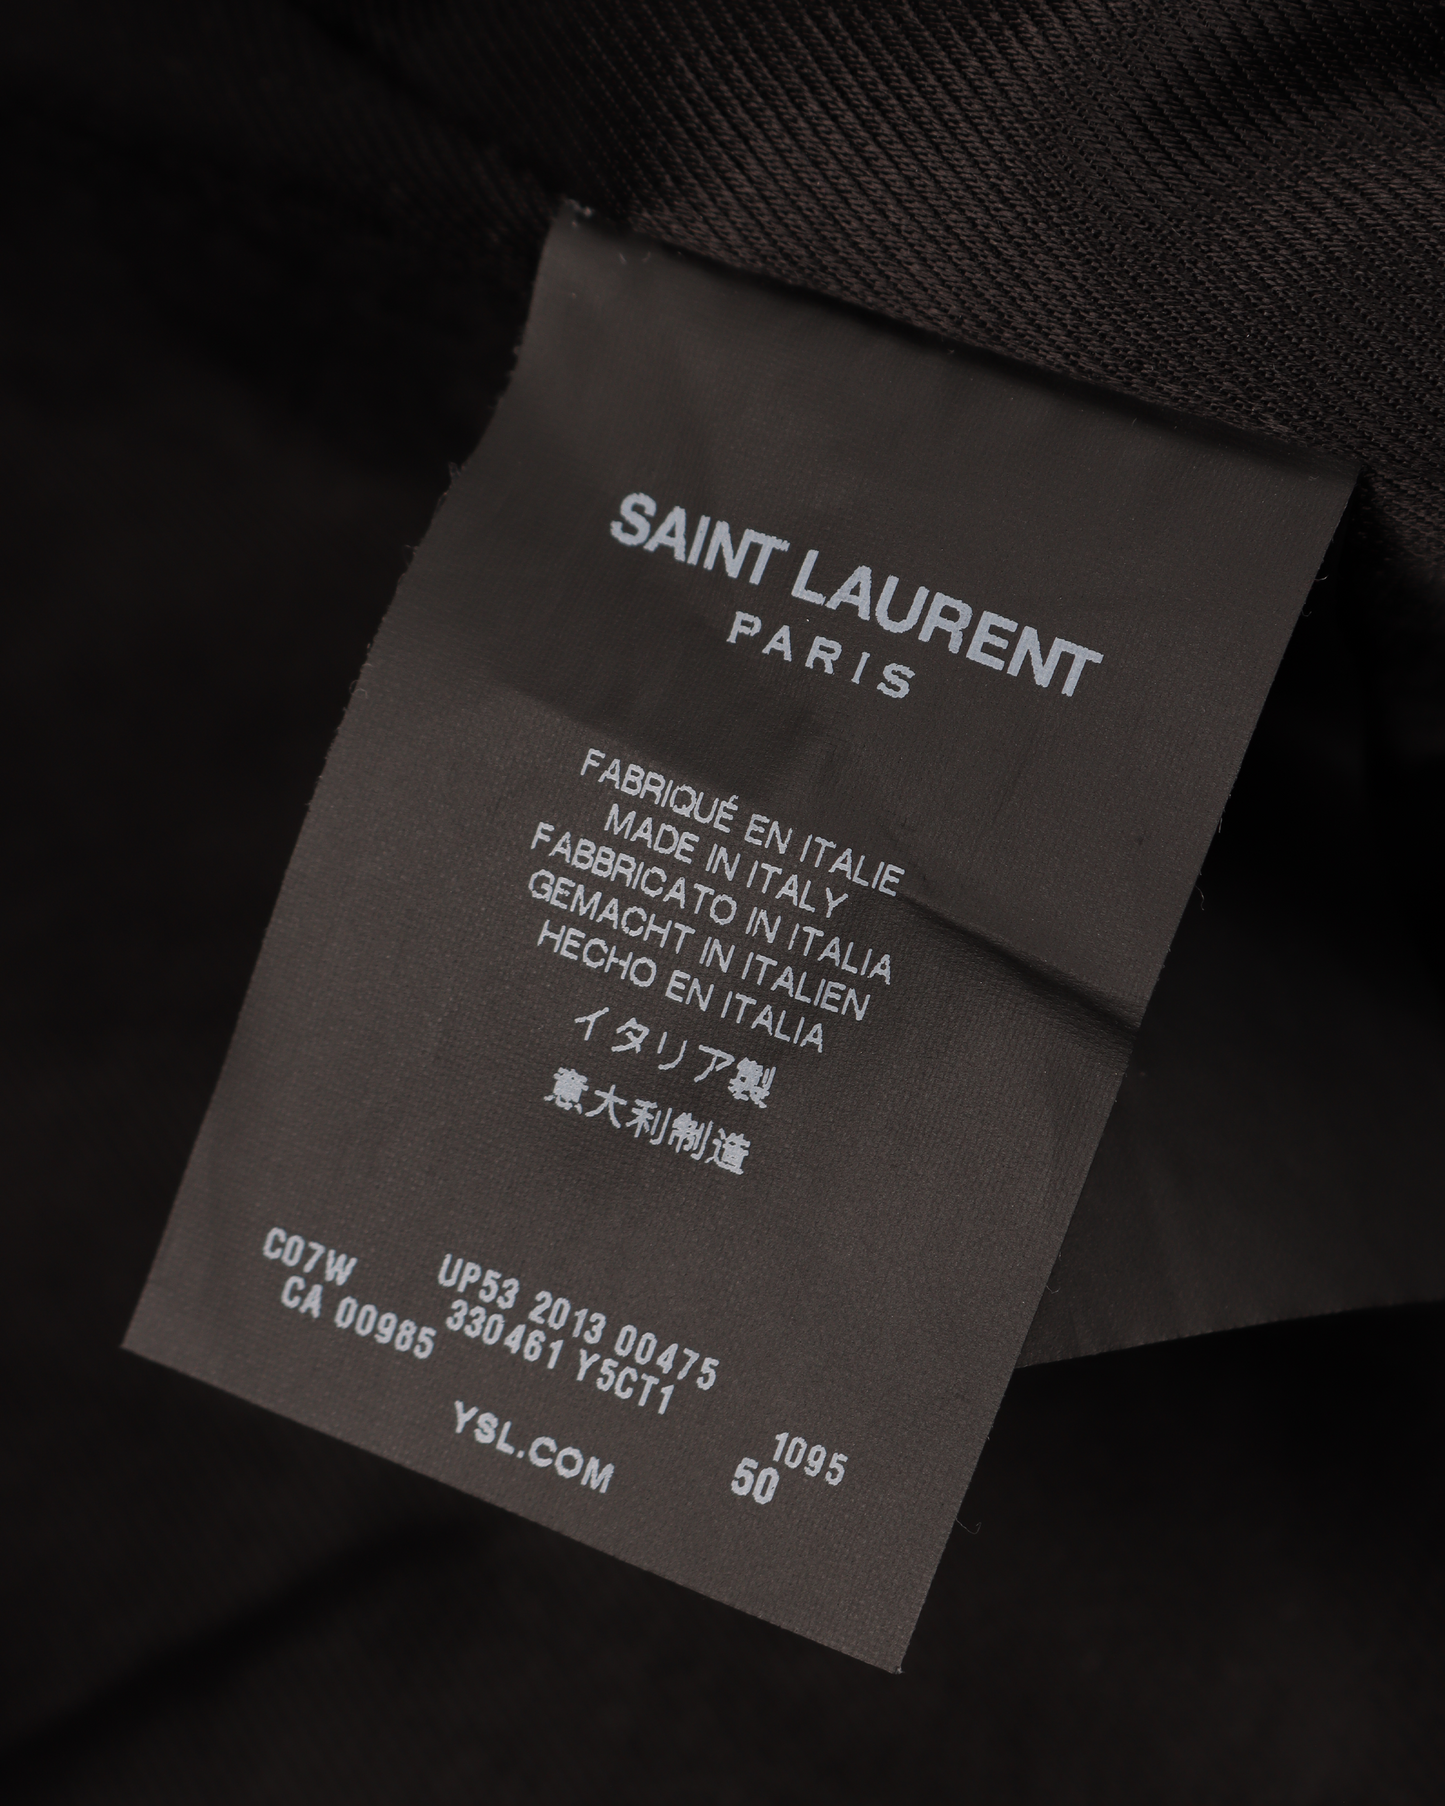 SAINT LAURENT
PARIS
FABRIQUÉ EN ITALIE
MADE IN ITALY
FABBRICATO IN ITALIA
GEMACHT IN ITALIEN
HECHO EN ITALIA
イタリア製
意大利制造
C07W UP53 2013 00475
CA 00985 330461 Y5CT1
1095
YSL.COM 50